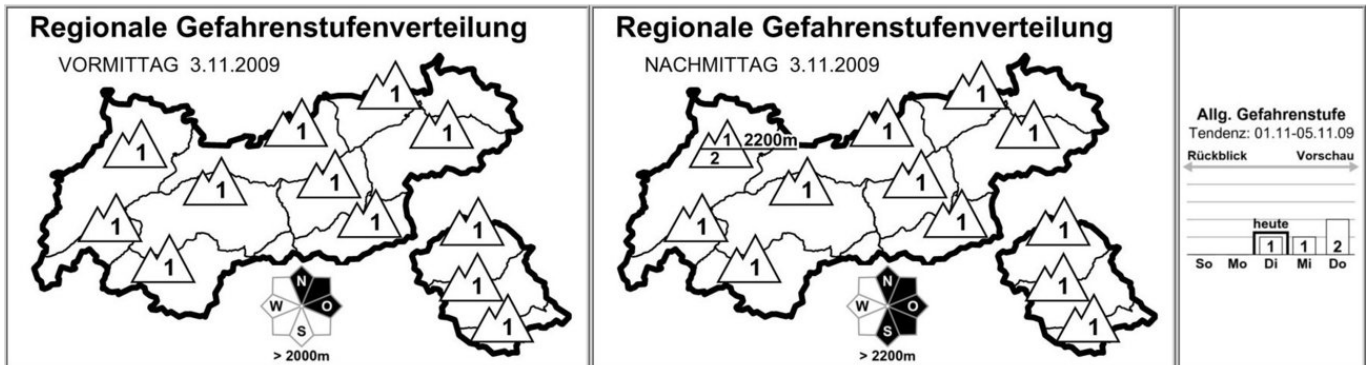 Regionale Gefahrenstufenverteilung
VORMITTAG 3.11.2009
1
1
1
1
1
1
1
1
1
1
1
1
N
W
O
S
> 2000m
Regionale Gefahrenstufenverteilung
NACHMITTAG 3.11.2009
1
1
1
1
2200m
2
1
1
1
1
1
1
1
1
N
W
O
S
> 2200m
Allg. Gefahrenstufe
Tendenz: 01.11-05.11.09
Rückblick Vorschau
heute
1 1 2
So Mo Di Mi Do